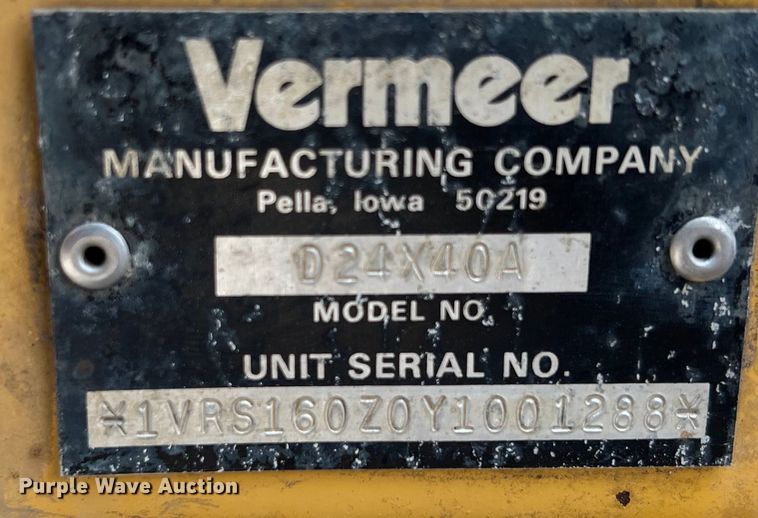 Vermeer
MANUFACTURING COMPANY
Pella, Iowa 50219
D24X40A
MODEL NO.
UNIT SERIAL NO.
*1VRS160Z0Y1001288*
Purple Wave Auction